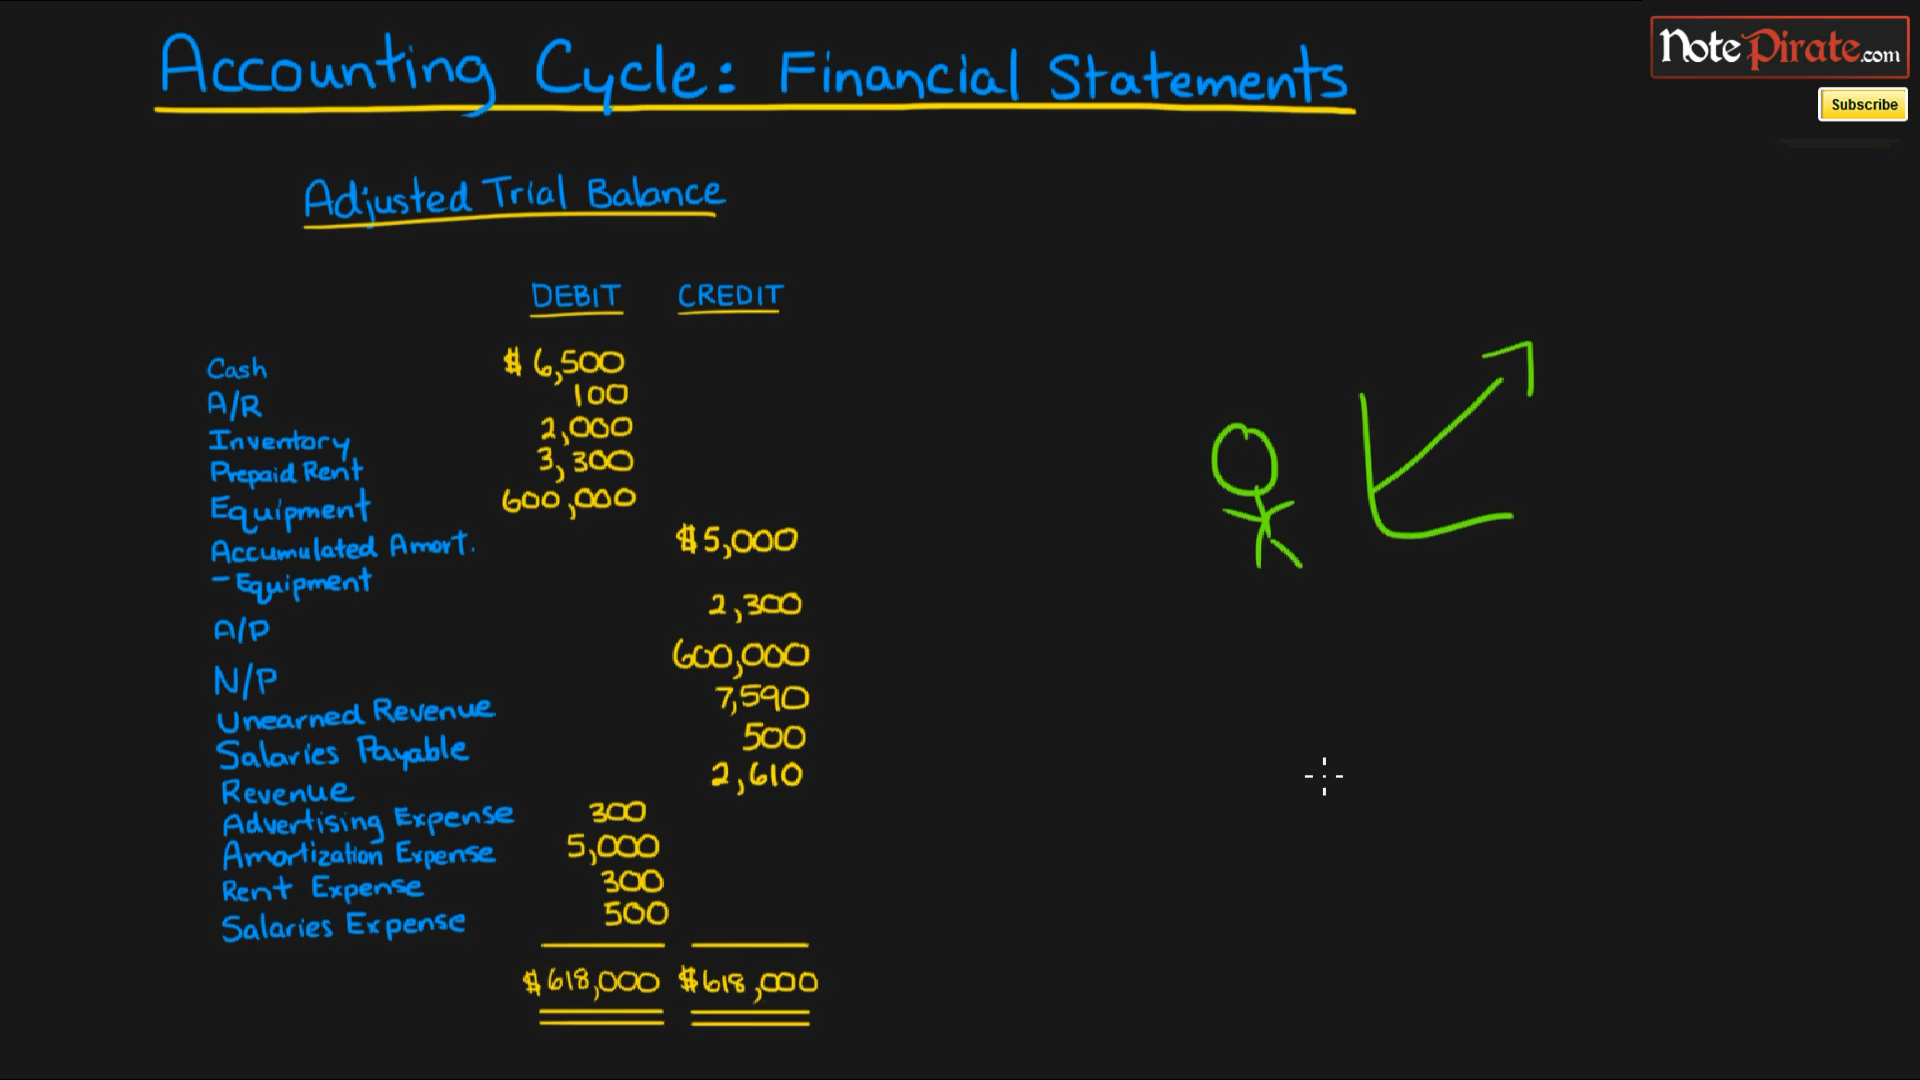 Accounting Cycle: Financial Statements
NotePirate.com
Subscribe
Adjusted Trial Balance
DEBIT CREDIT
Cash $6,500
A/R 100
Inventory 2,000
Prepaid Rent 3,300
Equipment 600,000
Accumulated Amort. $5,000
- Equipment
A/P 2,300
N/P 600,000
Unearned Revenue 7,590
Salaries Payable 500
Revenue 2,610
Advertising Expense 300
Amortization Expense 5,000
Rent Expense 300
Salaries Expense 500
$618,000 $618,000